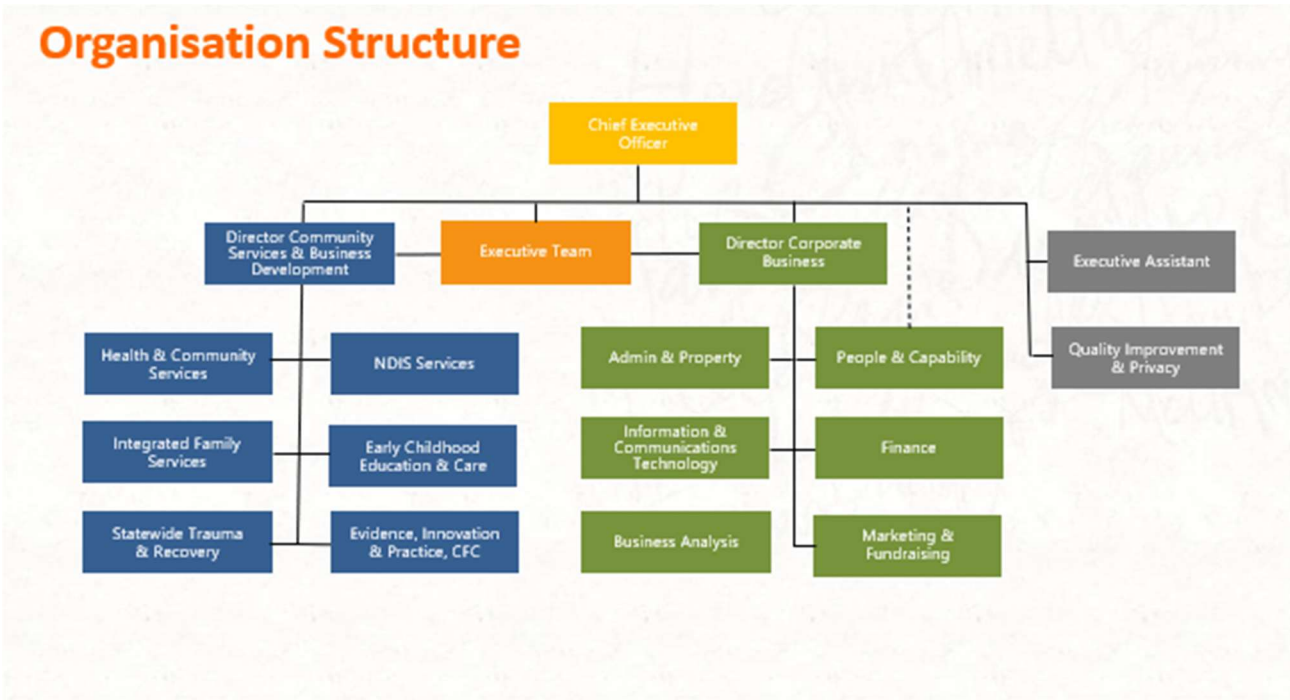 Organisation Structure
Chief Executive
Officer
Director Community
Services & Business
Development
Executive Team
Director Corporate
Business
Executive Assistant
Health & Community
Services
NDIS Services
Admin & Property
People & Capability
Quality Improvement
& Privacy
Integrated Family
Services
Early Childhood
Education & Care
Information &
Communications
Technology
Finance
Statewide Trauma
& Recovery
Evidence, Innovation
& Practice, CFC
Business Analysis
Marketing &
Fundraising